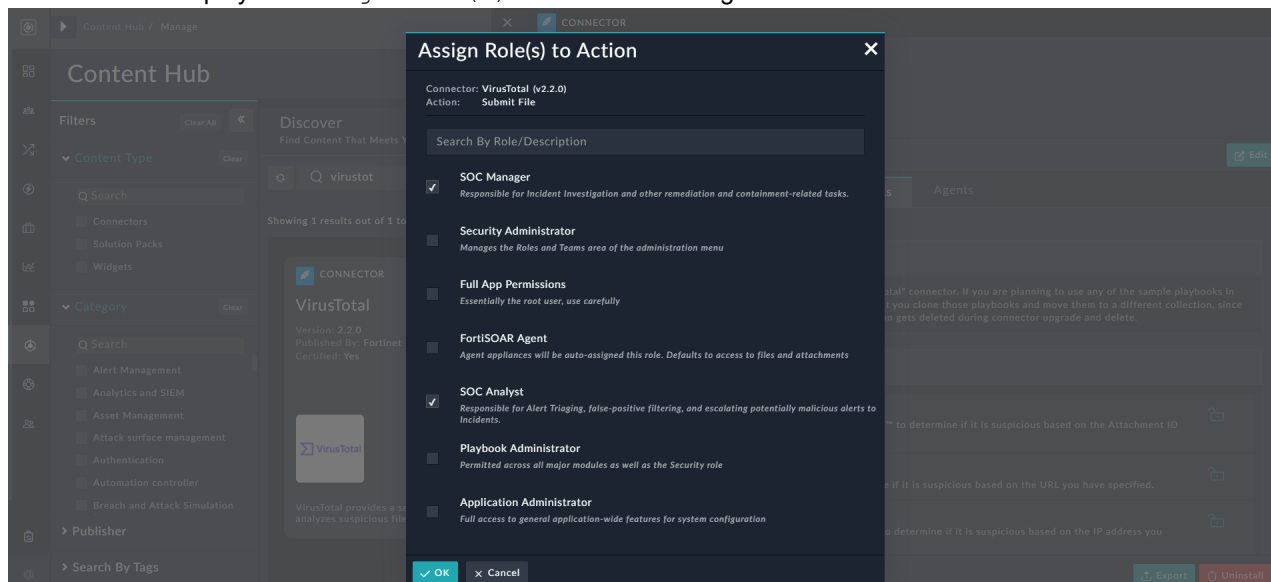 Content Hub / Manage
CONNECTOR
Content Hub
Assign Role(s) to Action
Connector: VirusTotal (v2.2.0)
Action: Submit File
Search By Role/Description
SOC Manager
Responsible for Incident Investigation and other remediation and containment-related tasks.
Security Administrator
Manages the Roles and Teams area of the administration menu
Full App Permissions
Essentially the root user, use carefully
FortiSOAR Agent
Agent appliances will be auto-assigned this role. Defaults to access to files and attachments
SOC Analyst
Responsible for Alert Triaging, false-positive filtering, and escalating potentially malicious alerts to
Incidents.
Playbook Administrator
Permitted across all major modules as well as the Security role
Application Administrator
Full access to general application-wide features for system configuration
OK
Cancel
Filters
Clear All
Content Type
Clear
Search
Connectors
Solution Packs
Widgets
Category
Clear
Search
Alert Management
Analytics and SIEM
Asset Management
Attack surface management
Authentication
Automation controller
Breach and Attack Simulation
Publisher
Search By Tags
Discover
Find Content That Meets
virustot
Showing 1 results out of 1 to
CONNECTOR
VirusTotal
Version: 2.2.0
Published By: Fortinet
Certified: Yes
VirusTotal
VirusTotal provides a
analyzes suspicious file
Edit
Agents
connector. If you are planning to use any of the sample playbooks in
you clone those playbooks and move them to a different collection, since
gets deleted during connector upgrade and delete
to determine if it is suspicious based on the Attachment ID
if it is suspicious based on the URL you have specified.
determine if it is suspicious based on the IP address you
Export
Uninstall